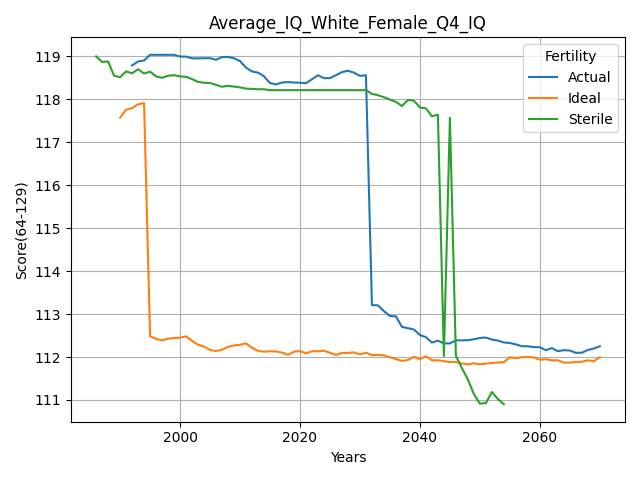 Average_IQ_White_Female_Q4_IQ
119
118
117
116
115
114
113
112
111
Score(64-129)
2000
2020
2040
2060
Years
Fertility
Actual
Ideal
Sterile